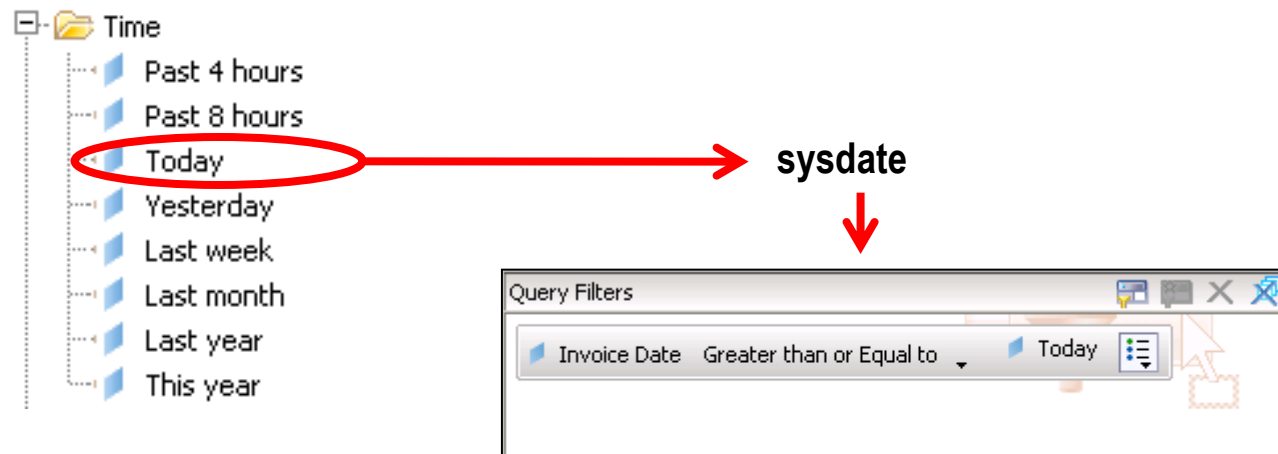 Time
Past 4 hours
Past 8 hours
Today
Yesterday
Last week
Last month
Last year
This year
sysdate
Query Filters
Invoice Date Greater than or Equal to Today